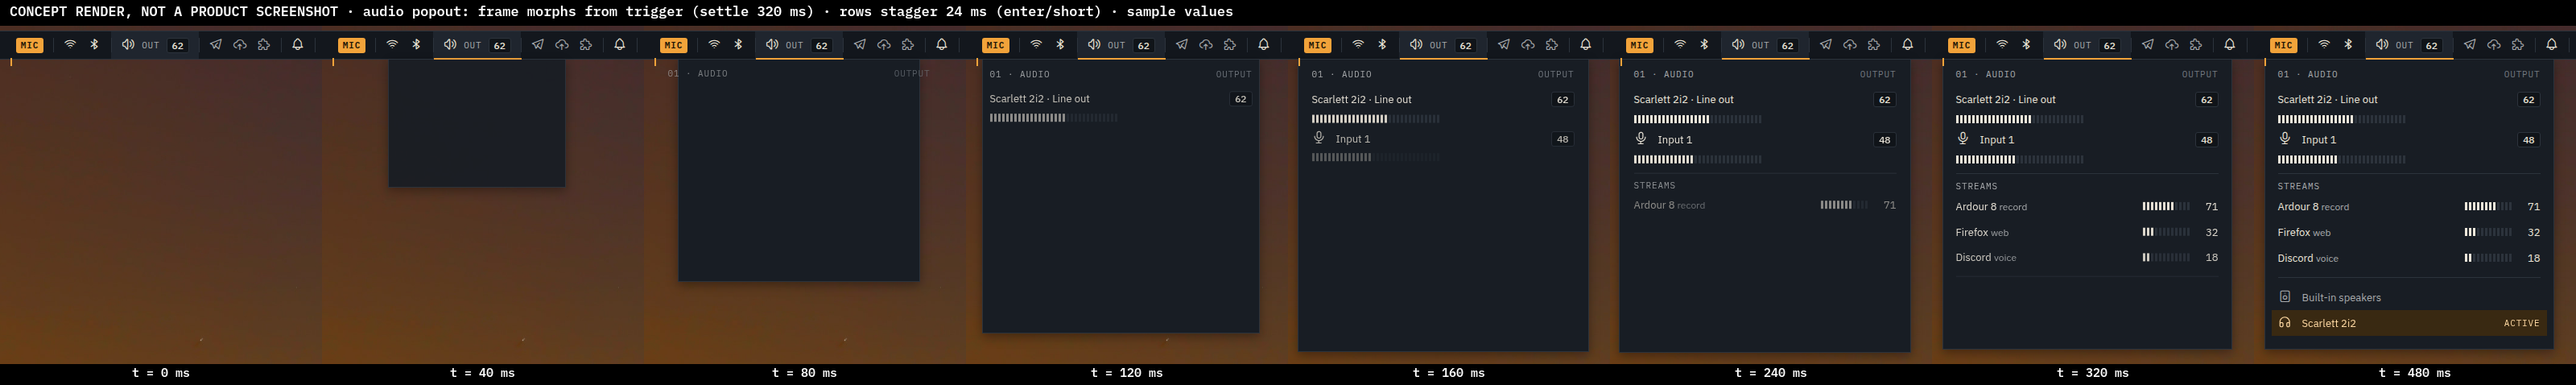 CONCEPT RENDER, NOT A PRODUCT SCREENSHOT · audio popout: frame morphs from trigger (settle 320 ms) · rows stagger 24 ms (enter/short) · sample values
MIC OUT 62 MIC OUT 62 MIC OUT 62 MIC OUT 62 MIC OUT 62 MIC OUT 62 MIC OUT 62 MIC OUT 62
01 · AUDIO OUTPUT 01 · AUDIO OUTPUT 01 · AUDIO OUTPUT 01 · AUDIO OUTPUT 01 · AUDIO OUTPUT 01 · AUDIO OUTPUT
Scarlett 2i2 · Line out 62 Scarlett 2i2 · Line out 62 Scarlett 2i2 · Line out 62 Scarlett 2i2 · Line out 62 Scarlett 2i2 · Line out 62
Input 1 48 Input 1 48 Input 1 48 Input 1 48
STREAMS STREAMS STREAMS
Ardour 8 record 71 Ardour 8 record 71 Ardour 8 record 71
Firefox web 32 Firefox web 32
Discord voice 18 Discord voice 18
Built-in speakers
Scarlett 2i2 ACTIVE
t = 0 ms t = 40 ms t = 80 ms t = 120 ms t = 160 ms t = 240 ms t = 320 ms t = 480 ms